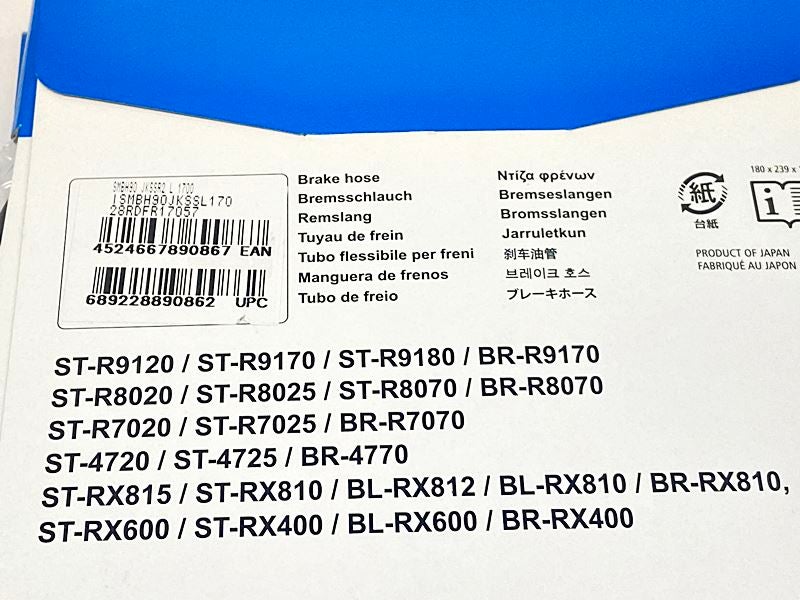 SMBH90 JKSSR0 L 1700
ISMBH90JKSSL170
28RDFR17057
4524667890867 EAN
689228890862 UPC
Brake hose
Bremsschlauch
Remslang
Tuyau de frein
Tubo flessibile per freni
Manguera de frenos
Tubo de freio
Ντίζα φρένων
Bremseslangen
Bromsslangen
Jarruletkun
刹车油管
브레이크 호스
ブレーキホース
紙
台紙
180 x 239 x
i
PRODUCT OF JAPAN
FABRIQUÉ AU JAPON
ST-R9120 / ST-R9170 / ST-R9180 / BR-R9170
ST-R8020 / ST-R8025 / ST-R8070 / BR-R8070
ST-R7020 / ST-R7025 / BR-R7070
ST-4720 / ST-4725 / BR-4770
ST-RX815 / ST-RX810 / BL-RX812 / BL-RX810 / BR-RX810,
ST-RX600 / ST-RX400 / BL-RX600 / BR-RX400